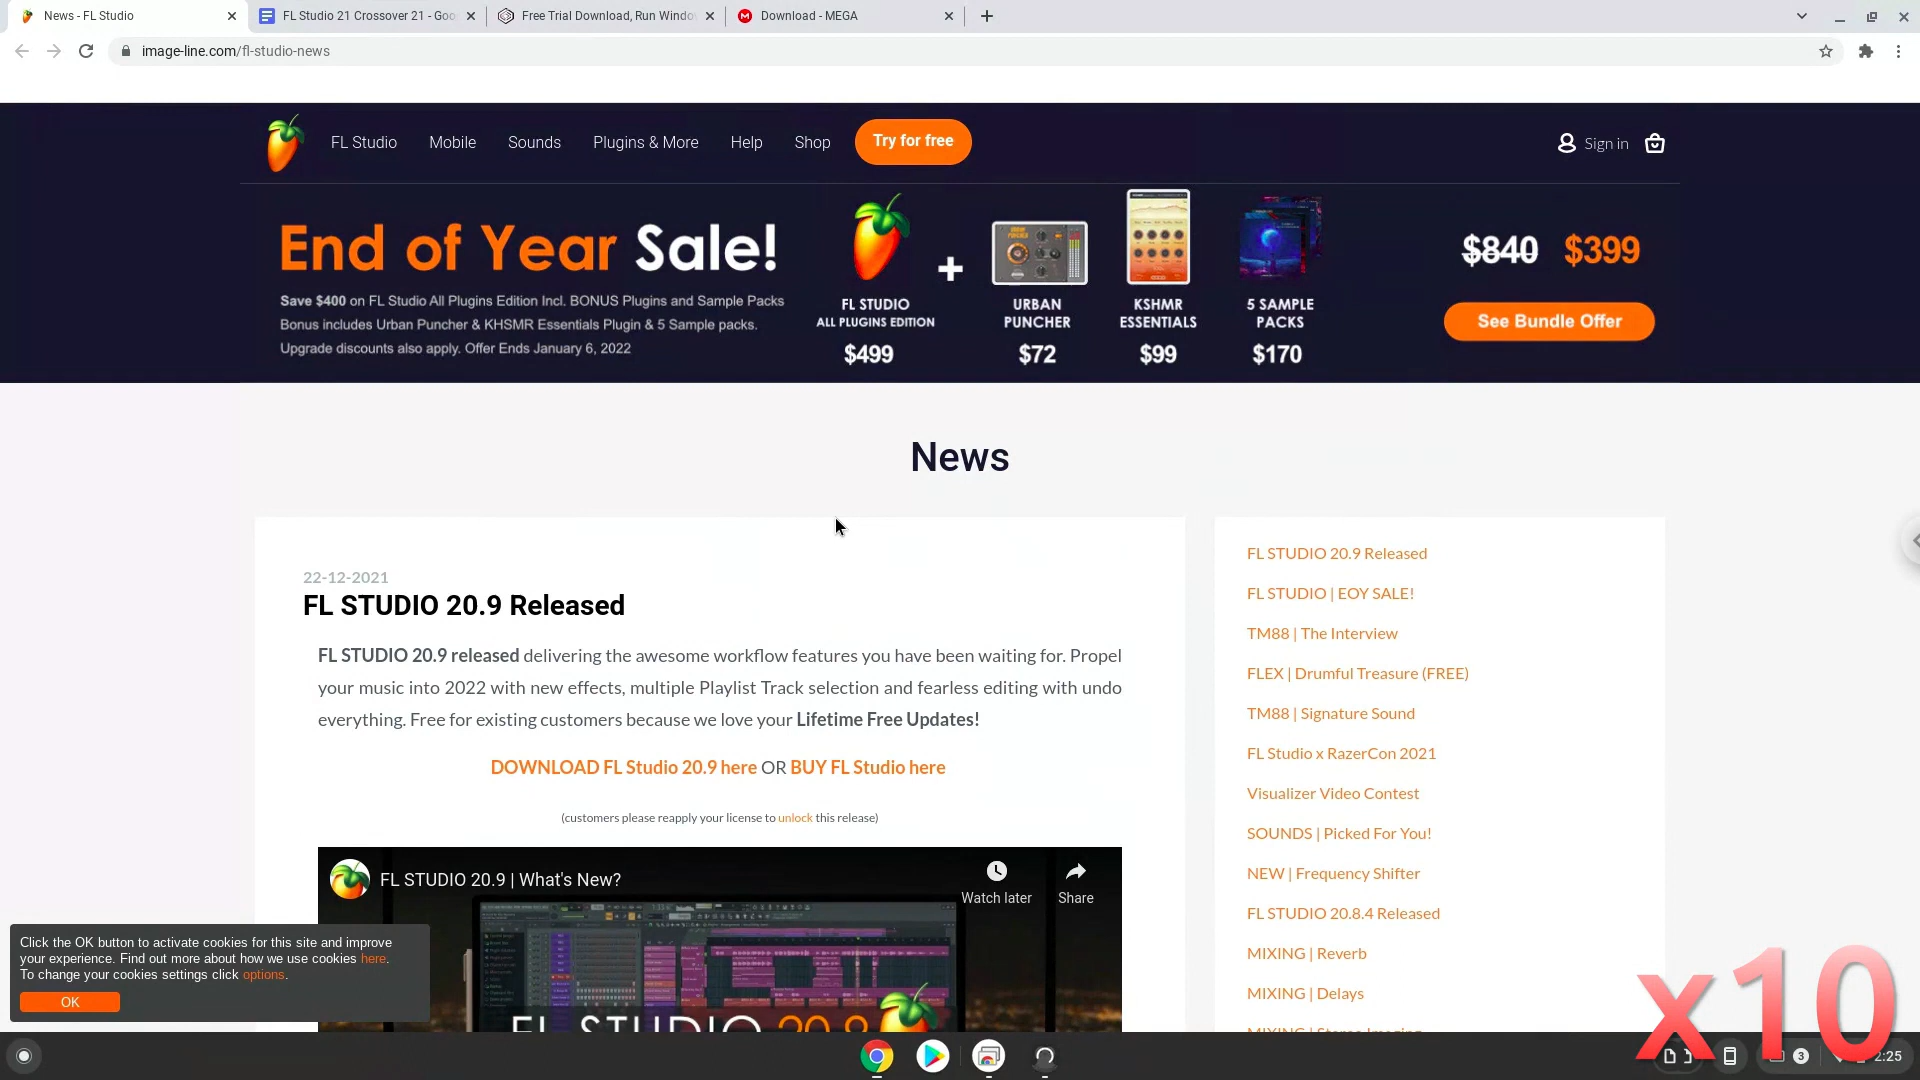 News - FL Studio
FL Studio 21 Crossover 21 - Goo
Free Trial Download, Run Windo
Download - MEGA
image-line.com/fl-studio-news
FL Studio
Mobile
Sounds
Plugins & More
Help
Shop
Try for free
Sign in
End of Year Sale!
Save $400 on FL Studio All Plugins Edition Incl. BONUS Plugins and Sample Packs
Bonus includes Urban Puncher & KHSMR Essentials Plugin & 5 Sample packs.
Upgrade discounts also apply. Offer Ends January 6, 2022
FL STUDIO
ALL PLUGINS EDITION
$499
+
URBAN
PUNCHER
$72
KSHMR
ESSENTIALS
$99
5 SAMPLE
PACKS
$170
$840 $399
See Bundle Offer
News
22-12-2021
FL STUDIO 20.9 Released
FL STUDIO 20.9 released delivering the awesome workflow features you have been waiting for. Propel
your music into 2022 with new effects, multiple Playlist Track selection and fearless editing with undo
everything. Free for existing customers because we love your Lifetime Free Updates!
DOWNLOAD FL Studio 20.9 here OR BUY FL Studio here
(customers please reapply your license to unlock this release)
FL STUDIO 20.9 | What's New?
Watch later
Share
FL STUDIO 20.9
FL STUDIO 20.9 Released
FL STUDIO | EOY SALE!
TM88 | The Interview
FLEX | Drumful Treasure (FREE)
TM88 | Signature Sound
FL Studio x RazerCon 2021
Visualizer Video Contest
SOUNDS | Picked For You!
NEW | Frequency Shifter
FL STUDIO 20.8.4 Released
MIXING | Reverb
MIXING | Delays
MIXING | Stereo Imaging
Click the OK button to activate cookies for this site and improve
your experience. Find out more about how we use cookies here.
To change your cookies settings click options.
OK
x10
3
2:25